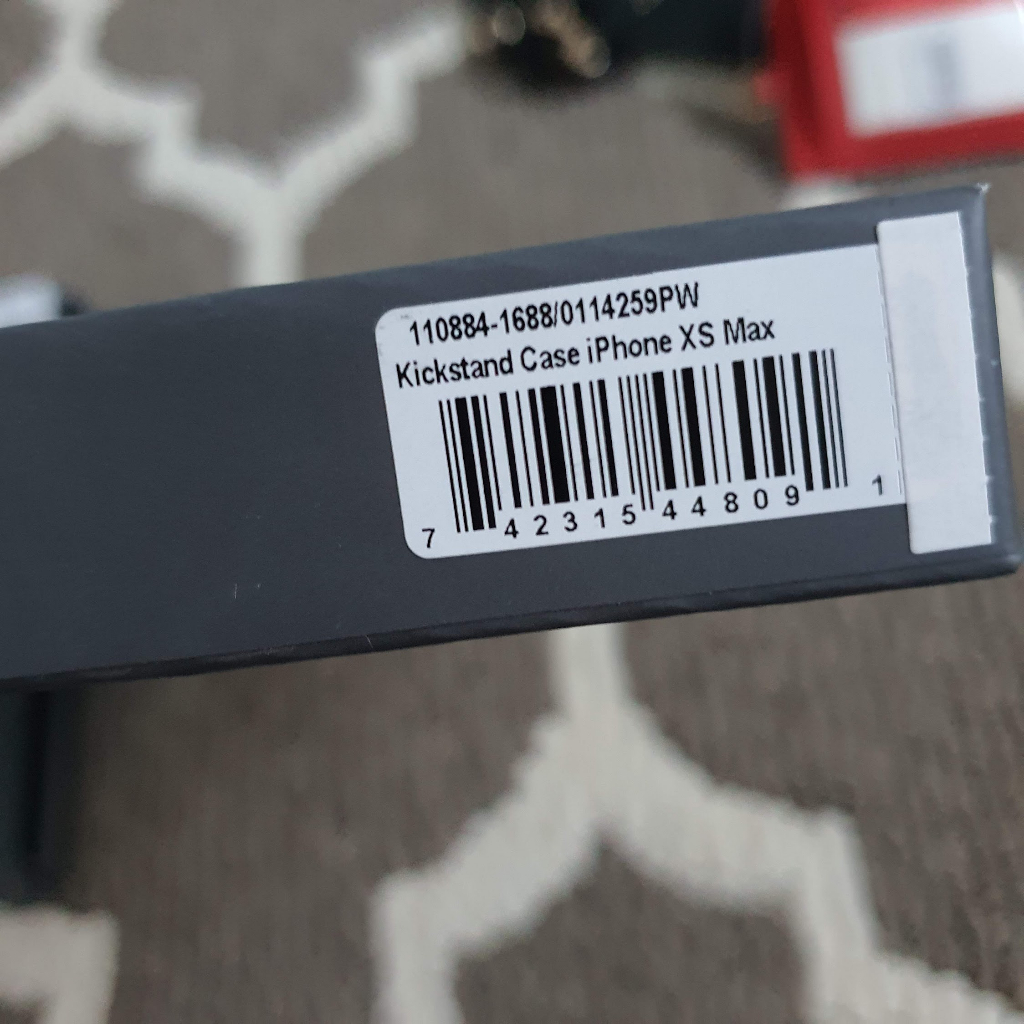 110884-1688/0114259PW
Kickstand Case iPhone XS Max
7 42315 44809 1